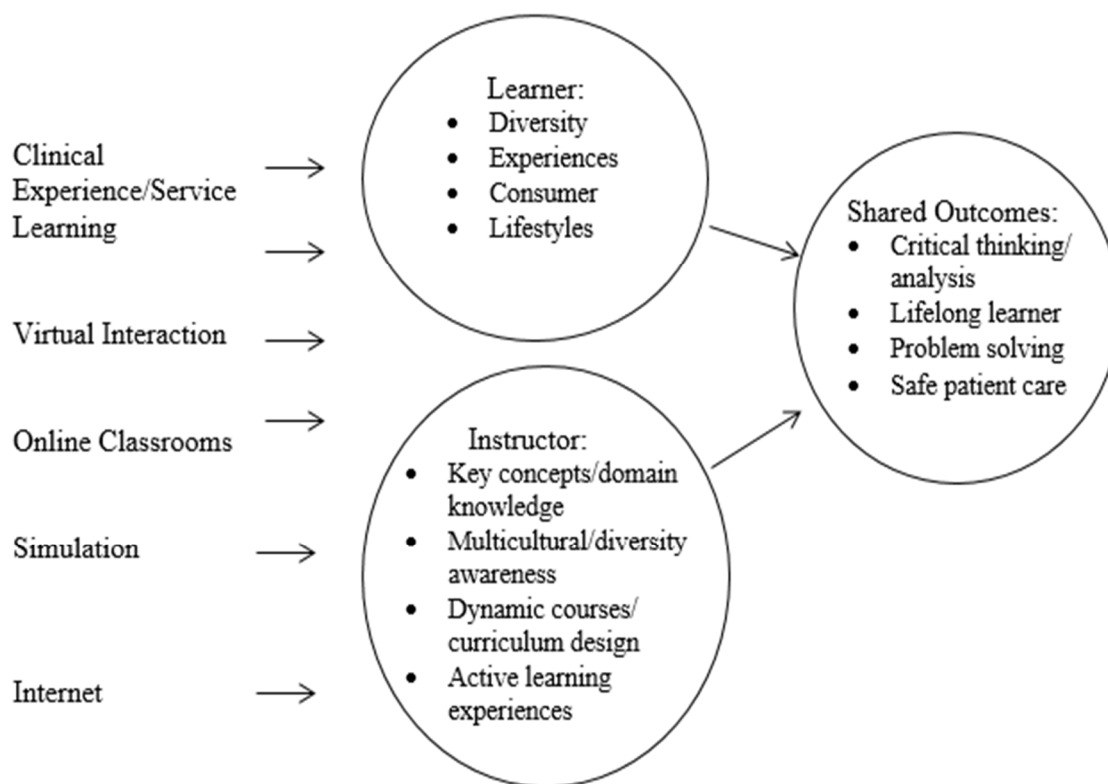 Clinical
Experience/Service
Learning
Virtual Interaction
Online Classrooms
Simulation
Internet
Learner:
• Diversity
• Experiences
• Consumer
• Lifestyles
Instructor:
• Key concepts/domain
knowledge
• Multicultural/diversity
awareness
• Dynamic courses/
curriculum design
• Active learning
experiences
Shared Outcomes:
• Critical thinking/
analysis
• Lifelong learner
• Problem solving
• Safe patient care